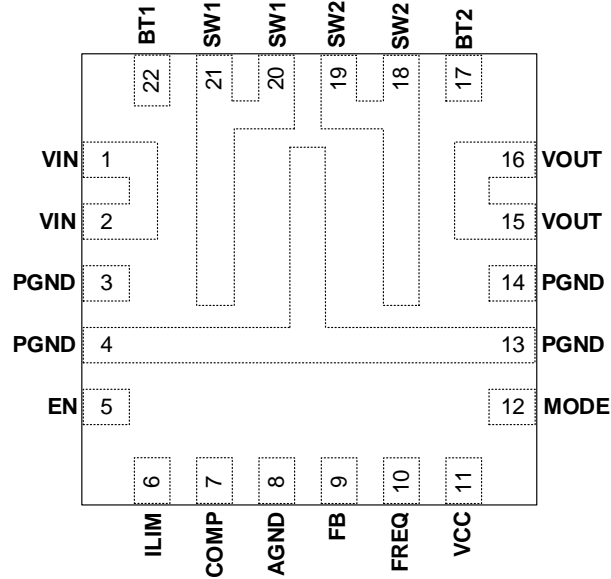 BT1 SW1 SW1 SW2 SW2 BT2
22 21 20 19 18 17
VIN 1 16 VOUT
VIN 2 15 VOUT
PGND 3 14 PGND
PGND 4 13 PGND
EN 5 12 MODE
6 7 8 9 10 11
ILIM COMP AGND FB FREQ VCC